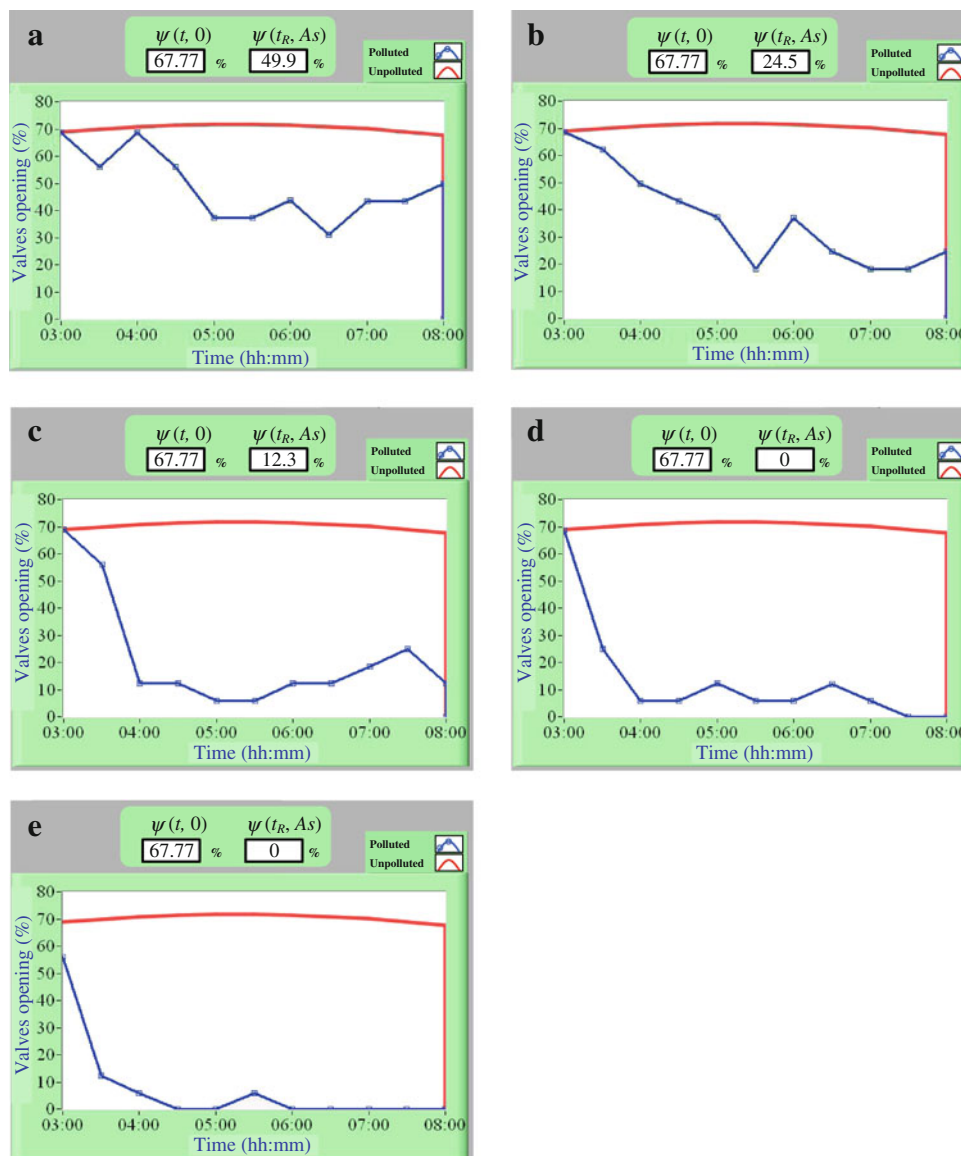 a
ψ(t, 0) ψ(t_R, As)
67.77 % 49.9 %
Polluted
Unpolluted
Valves opening (%)
80
70
60
50
40
30
20
10
0
03:00 04:00 05:00 06:00 07:00 08:00
Time (hh:mm)
b
ψ(t, 0) ψ(t_R, As)
67.77 % 24.5 %
Polluted
Unpolluted
Valves opening (%)
80
70
60
50
40
30
20
10
0
03:00 04:00 05:00 06:00 07:00 08:00
Time (hh:mm)
c
ψ(t, 0) ψ(t_R, As)
67.77 % 12.3 %
Polluted
Unpolluted
Valves opening (%)
80
70
60
50
40
30
20
10
0
03:00 04:00 05:00 06:00 07:00 08:00
Time (hh:mm)
d
ψ(t, 0) ψ(t_R, As)
67.77 % 0 %
Polluted
Unpolluted
Valves opening (%)
80
70
60
50
40
30
20
10
0
03:00 04:00 05:00 06:00 07:00 08:00
Time (hh:mm)
e
ψ(t, 0) ψ(t_R, As)
67.77 % 0 %
Polluted
Unpolluted
Valves opening (%)
80
70
60
50
40
30
20
10
0
03:00 04:00 05:00 06:00 07:00 08:00
Time (hh:mm)